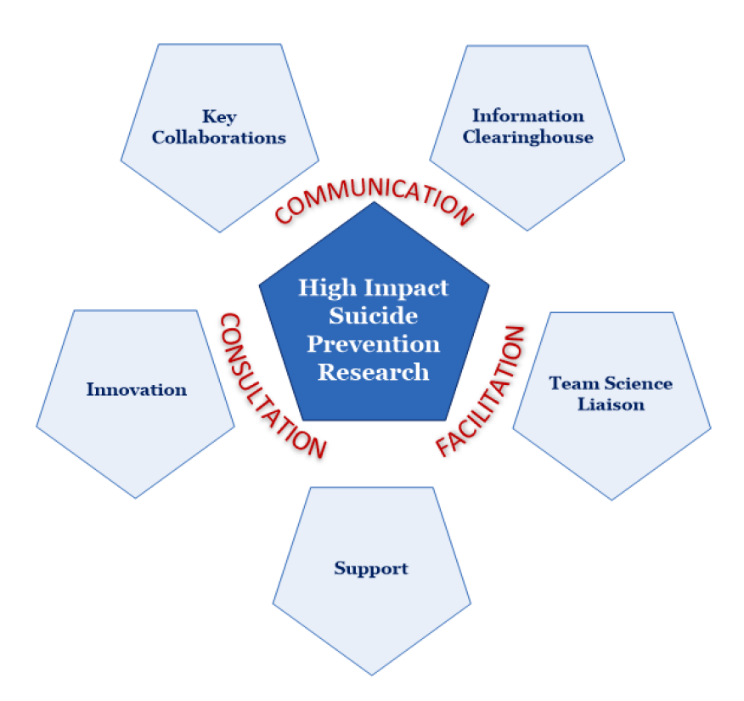 Key
Collaborations
Information
Clearinghouse
COMMUNICATION
High Impact
Suicide
Prevention
Research
CONSULTATION
FACILITATION
Innovation
Team Science
Liaison
Support